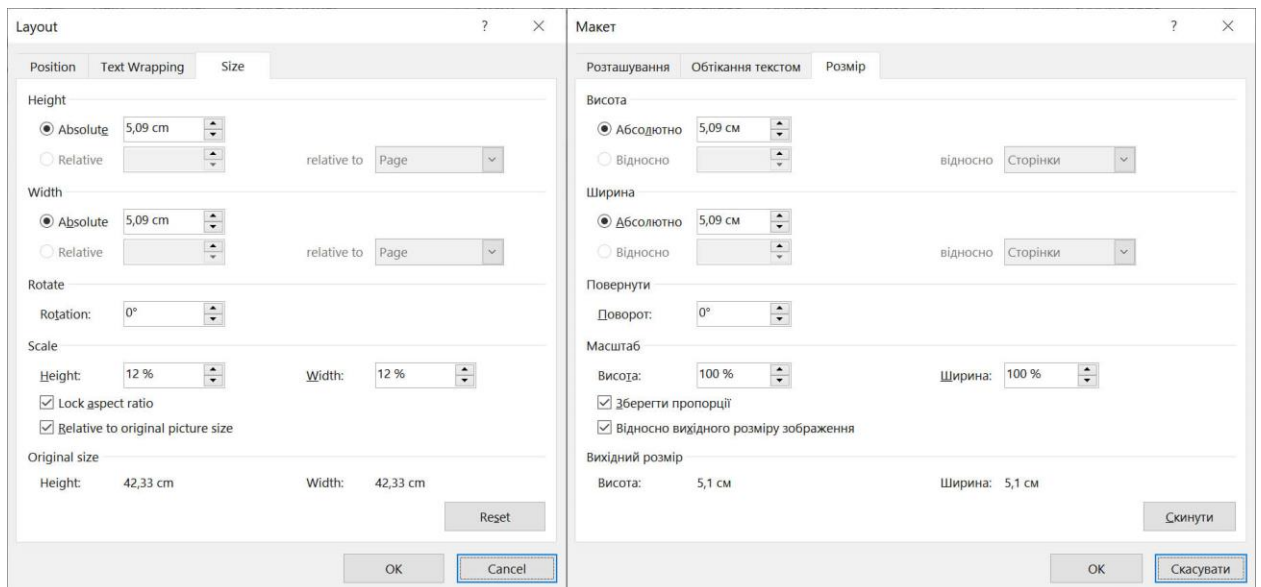 Layout ?
Position Text Wrapping Size
Height
Absolute 5,09 cm
Relative relative to Page
Width
Absolute 5,09 cm
Relative relative to Page
Rotate
Rotation: 0°
Scale
Height: 12 % Width: 12 %
Lock aspect ratio
Relative to original picture size
Original size
Height: 42,33 cm Width: 42,33 cm
Reset
OK Cancel
Макет ?
Розташування Обтікання текстом Розмір
Висота
Абсолютно 5,09 см
Відносно відносно Сторінки
Ширина
Абсолютно 5,09 см
Відносно відносно Сторінки
Повернути
Поворот: 0°
Масштаб
Висота: 100 % Ширина: 100 %
Зберегти пропорції
Відносно вихідного розміру зображення
Вихідний розмір
Висота: 5,1 см Ширина: 5,1 см
Скинути
ОК Скасувати